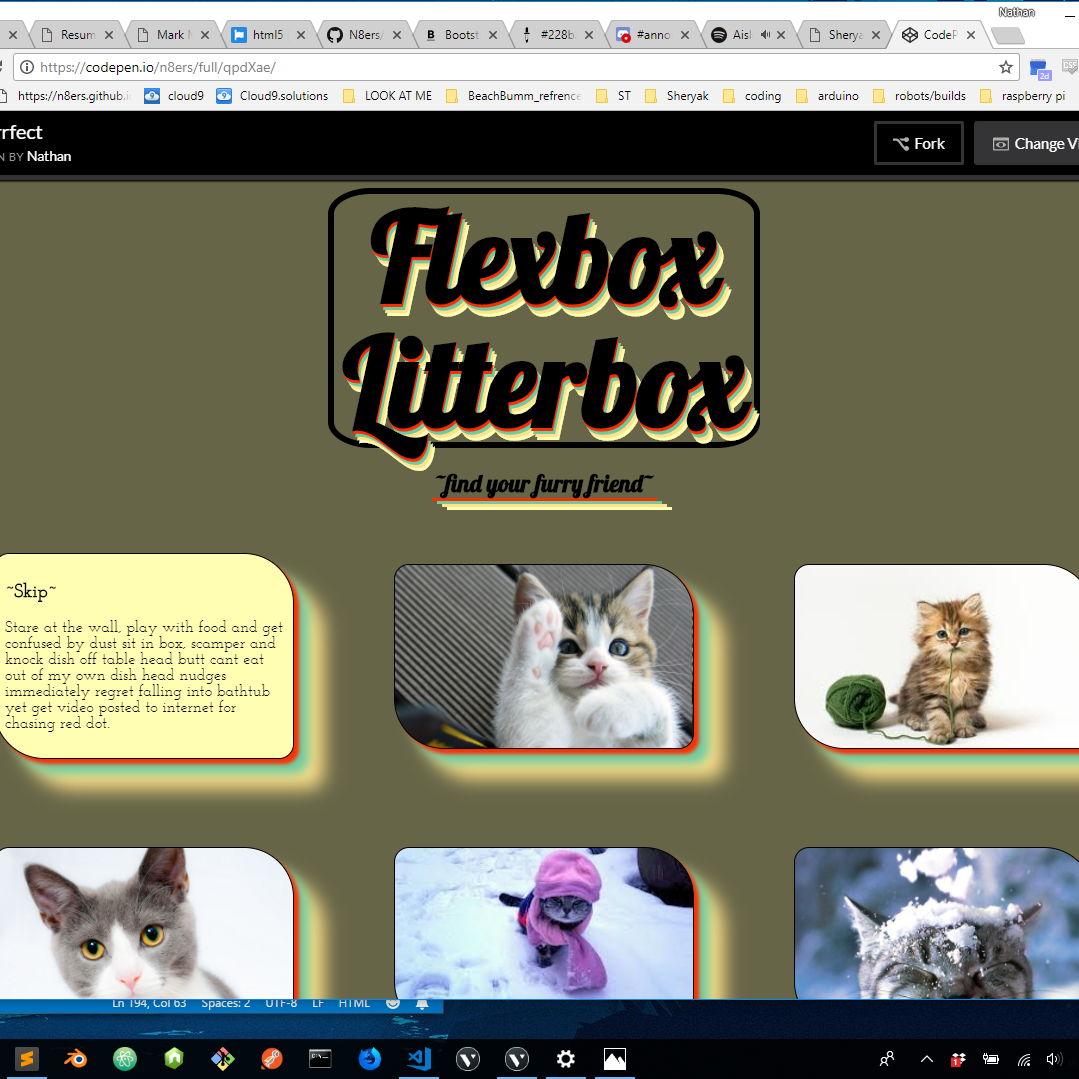 Nathan
Resum
Mark M
html5
N8ers/
B Bootst
#228b
#anno
Aisl
Sherya
CodeP
https://codepen.io/n8ers/full/qpdXae/
2d
CSS
https://n8ers.github.i
cloud9
Cloud9.solutions
LOOK AT ME
BeachBumm_refrence
ST
Sheryak
coding
arduino
robots/builds
raspberry pi
rfect
N BY Nathan
Fork
Change Vi
Flexbox
Litterbox
~find your furry friend~
~Skip~
Stare at the wall, play with food and get
confused by dust sit in box, scamper and
knock dish off table head butt cant eat
out of my own dish head nudges
immediately regret falling into bathtub
yet get video posted to internet for
chasing red dot.
Ln 194, Col 63 Spaces: 2 UTF-8 LF HTML